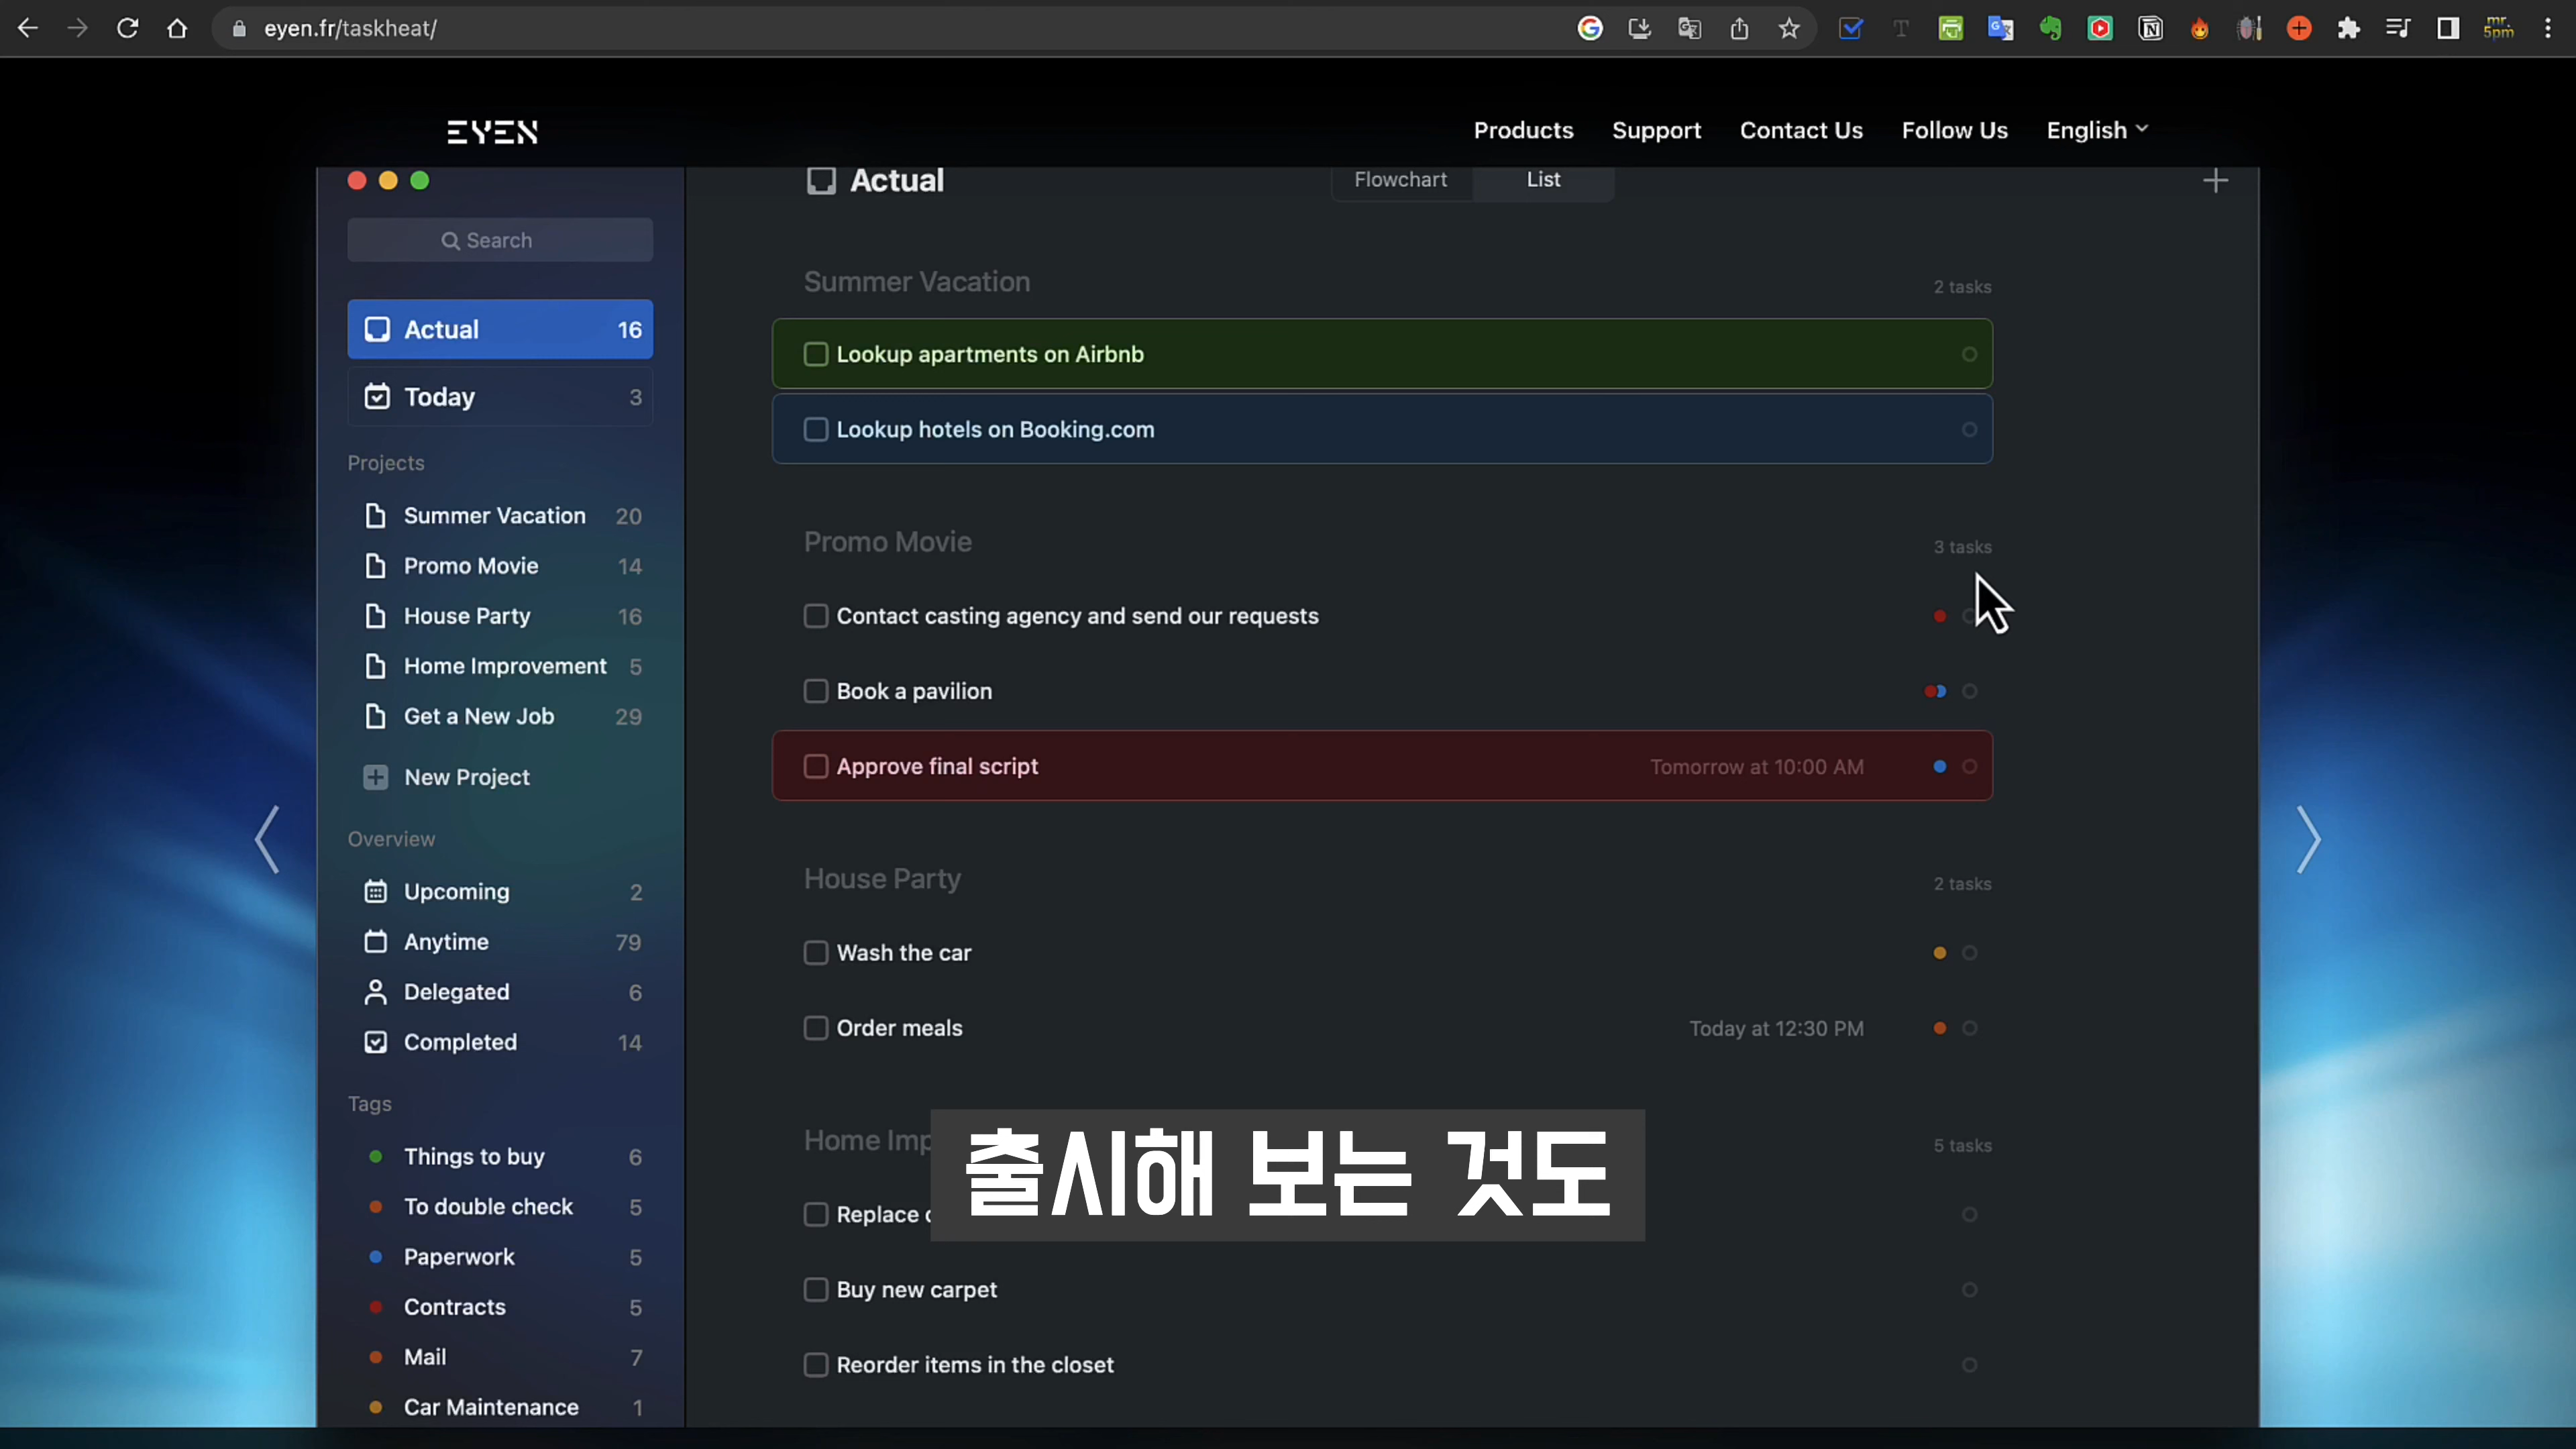 eyen.fr/taskheat/
mr.
5pm
EYEN
Products
Support
Contact Us
Follow Us
English
Search
Actual 16
Today 3
Projects
Summer Vacation 20
Promo Movie 14
House Party 16
Home Improvement 5
Get a New Job 29
New Project
Overview
Upcoming 2
Anytime 79
Delegated 6
Completed 14
Tags
Things to buy 6
To double check 5
Paperwork 5
Contracts 5
Mail 7
Car Maintenance 1
Actual
Flowchart
List
Summer Vacation 2 tasks
Lookup apartments on Airbnb
Lookup hotels on Booking.com
Promo Movie 3 tasks
Contact casting agency and send our requests
Book a pavilion
Approve final script Tomorrow at 10:00 AM
House Party 2 tasks
Wash the car
Order meals Today at 12:30 PM
Home Imp 5 tasks
출시해 보는 것도
Replace
Buy new carpet
Reorder items in the closet